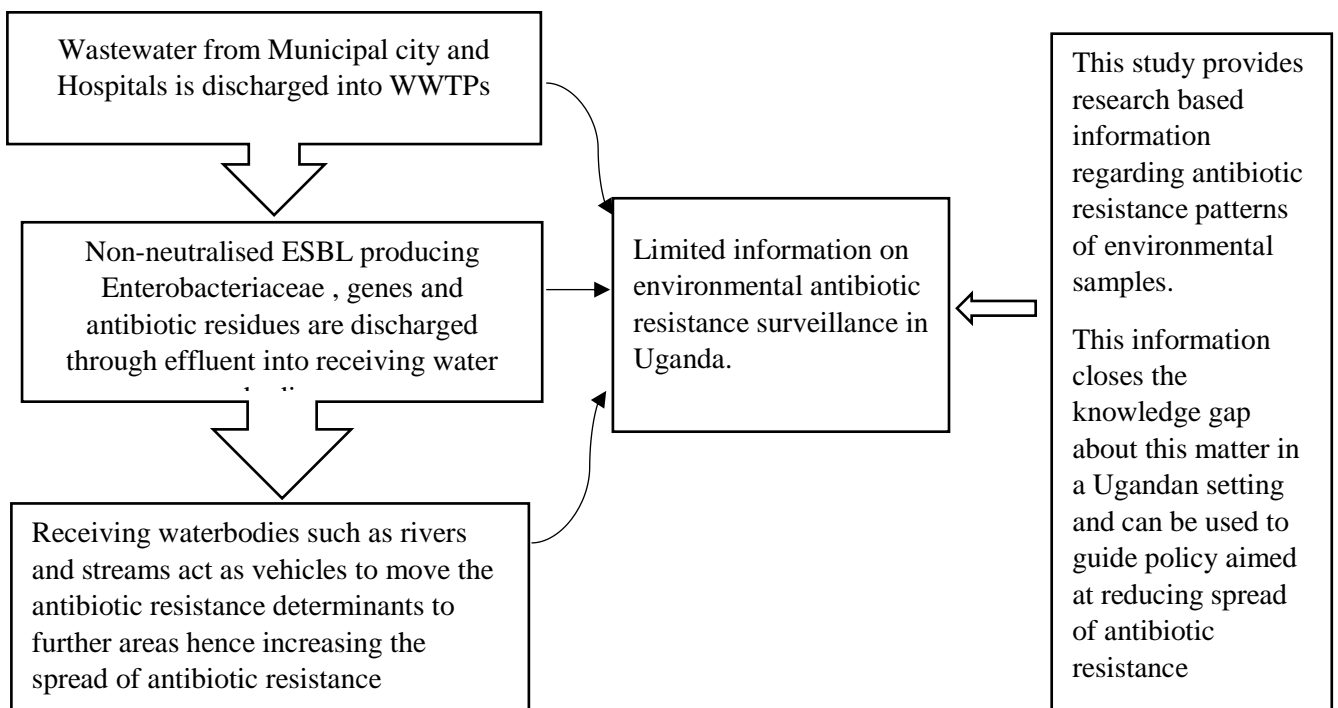 Wastewater from Municipal city and
Hospitals is discharged into WWTPs
Non-neutralised ESBL producing
Enterobacteriaceae , genes and
antibiotic residues are discharged
through effluent into receiving water
Receiving waterbodies such as rivers
and streams act as vehicles to move the
antibiotic resistance determinants to
further areas hence increasing the
spread of antibiotic resistance
Limited information on
environmental antibiotic
resistance surveillance in
Uganda.
This study provides
research based
information
regarding antibiotic
resistance patterns
of environmental
samples.
This information
closes the
knowledge gap
about this matter in
a Ugandan setting
and can be used to
guide policy aimed
at reducing spread
of antibiotic
resistance